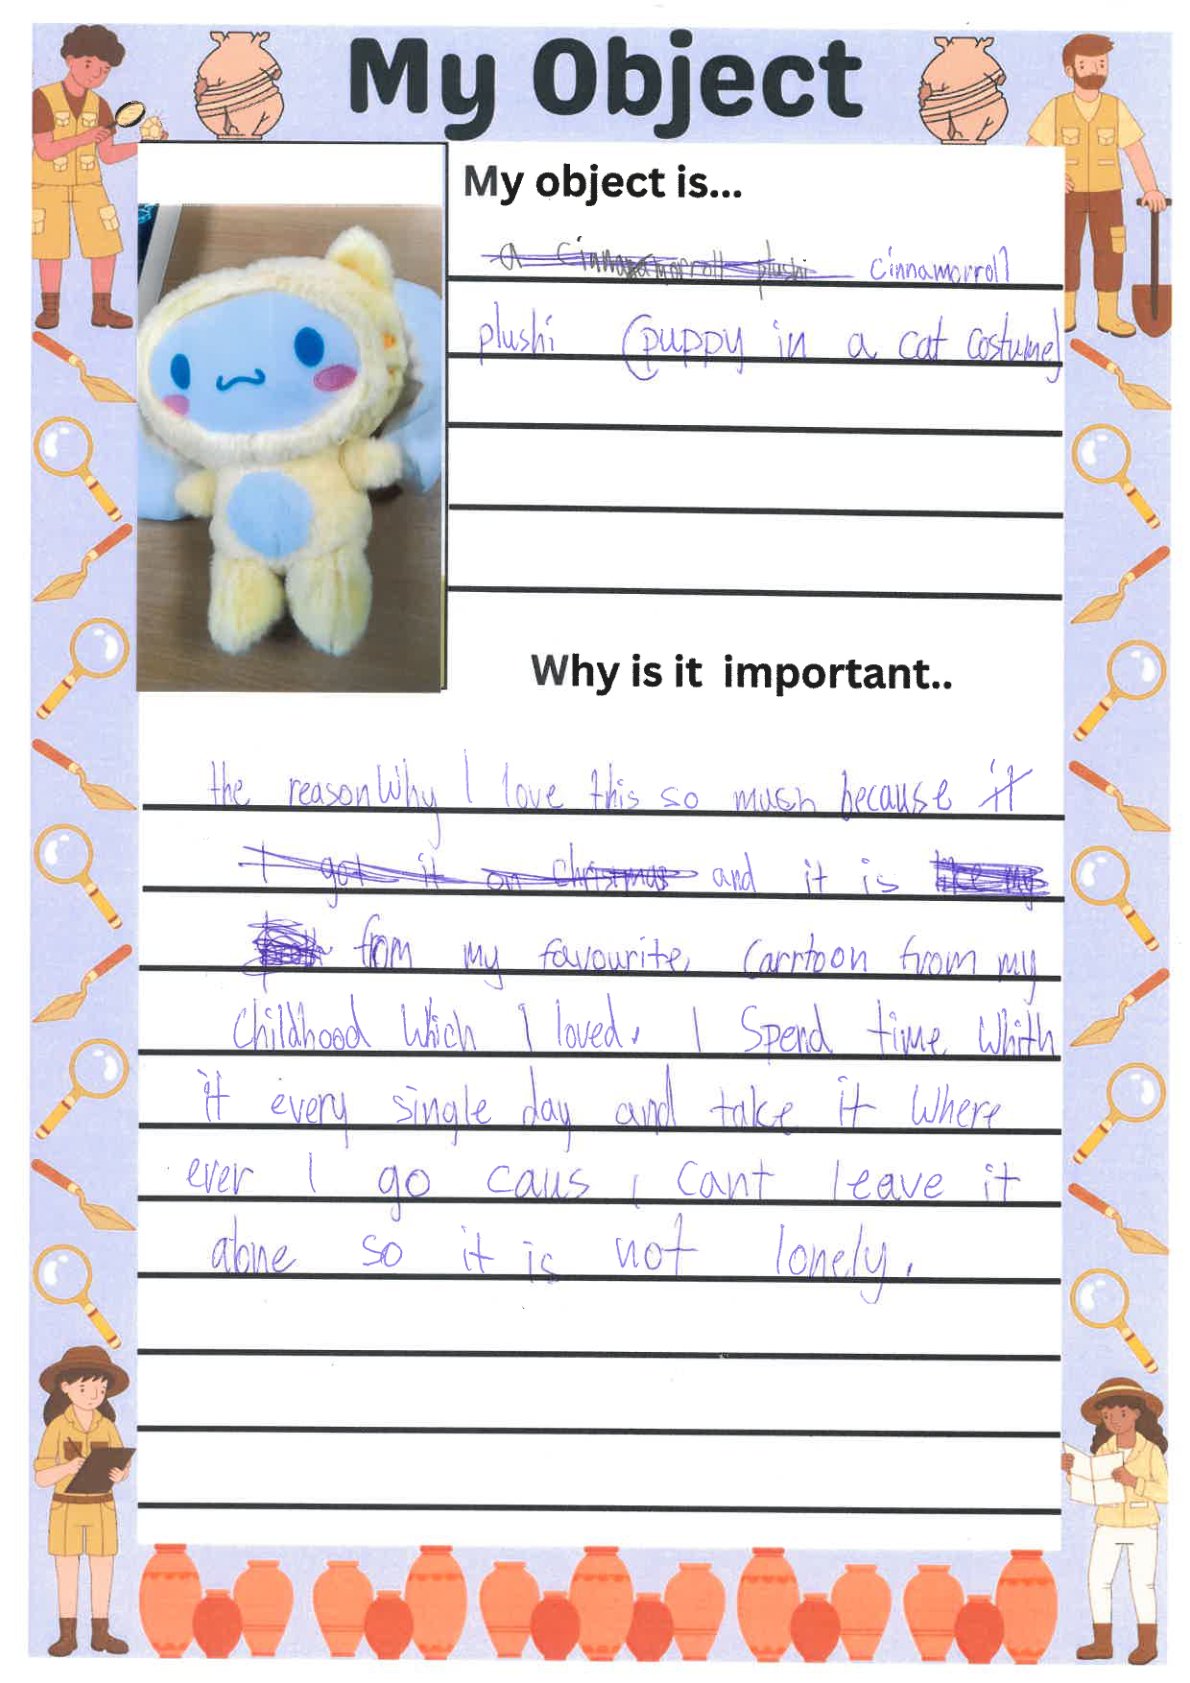 My Object
My object is...
a cinnamorroll plushi cinnamorroll
plushi (puppy in a cat costume)
Why is it important..
the reason Why I love this so much because it
I got it on christmas and it is like my
from my favourite, Carrtoon from my
childhood Which I loved. I Spend time Whith
it every single day and take it Where
ever I go caus i cant leave it
alone so it is not lonely.